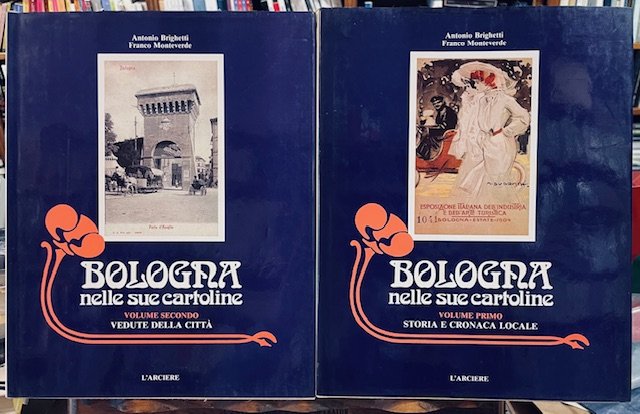 Antonio Brighetti
Franco Monteverde
Bologna
Porta d'Azeglio
BOLOGNA
nelle sue cartoline
VOLUME SECONDO
VEDUTE DELLA CITTÀ
L'ARCIERE
Antonio Brighetti
Franco Monteverde
ESPOSIZIONE ITALIANA DELL'INDUSTRIA
E DELL'ARTE TURISTICA
BOLOGNA-ESTATE-1904
BOLOGNA
nelle sue cartoline
VOLUME PRIMO
STORIA E CRONACA LOCALE
L'ARCIERE